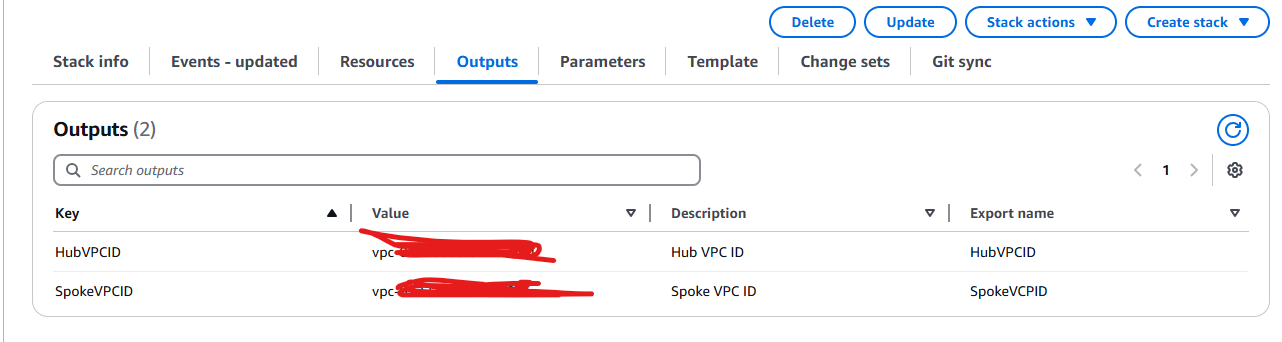 Delete Update Stack actions Create stack
Stack info Events - updated Resources Outputs Parameters Template Change sets Git sync
Outputs (2)
Search outputs 1
Key Value Description Export name
HubVPCID vpc- Hub VPC ID HubVPCID
SpokeVPCID vpc- Spoke VPC ID SpokeVCPID